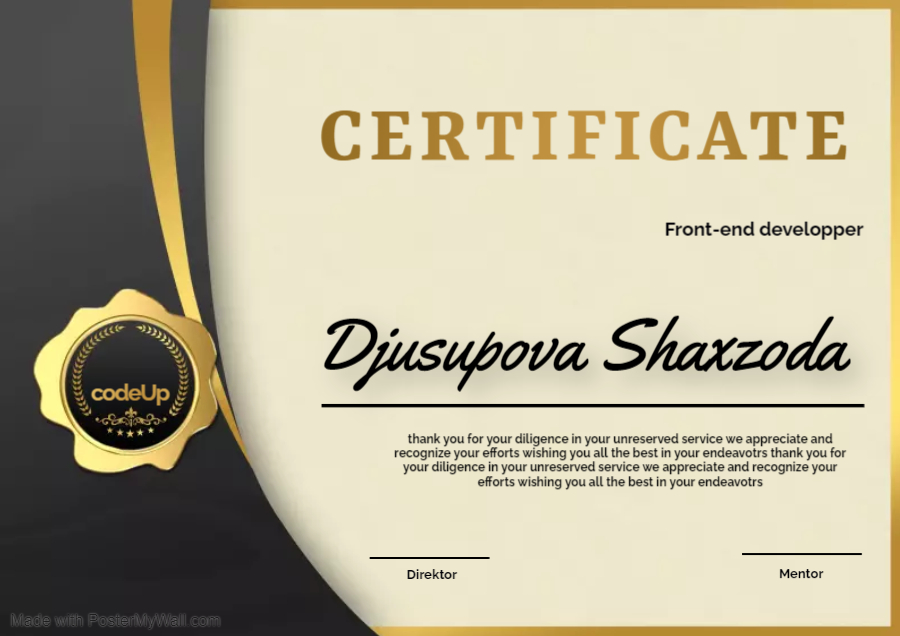 CERTIFICATE
Front-end developper
codeUp
Djusupova Shaxzoda
thank you for your diligence in your unreserved service we appreciate and
recognize your efforts wishing you all the best in your endeavotrs thank you for
your diligence in your unreserved service we appreciate and recognize your
efforts wishing you all the best in your endeavotrs
Direktor
Mentor
Made with PosterMyWall.com